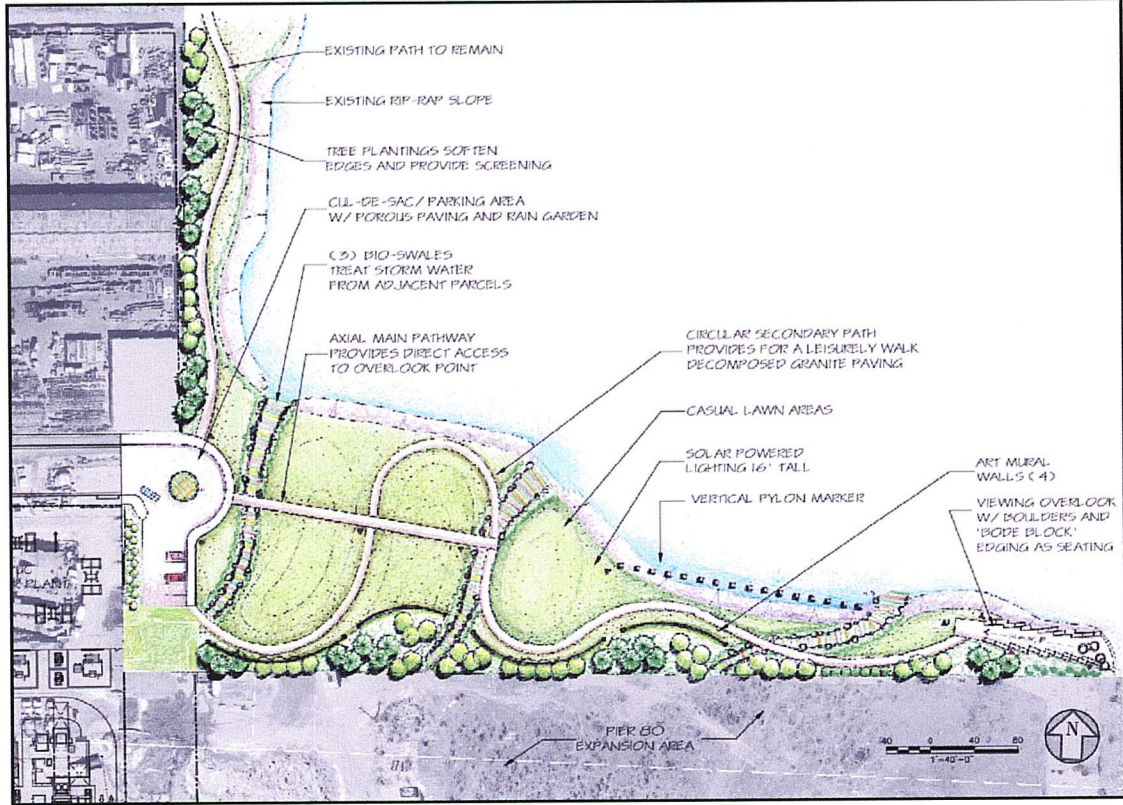 EXISTING PATH TO REMAIN
EXISTING RIP-RAP SLOPE
TREE PLANTINGS SOFTEN
EDGES AND PROVIDE SCREENING
CUL-DE-SAC / PARKING AREA
W/ POROUS PAVING AND RAIN GARDEN
(3) BIO-SWALES
TREAT STORM WATER
FROM ADJACENT PARCELS
AXIAL MAIN PATHWAY
PROVIDES DIRECT ACCESS
TO OVERLOOK POINT
CIRCULAR SECONDARY PATH
PROVIDES FOR A LEISURELY WALK
DECOMPOSED GRANITE PAVING
CASUAL LAWN AREAS
SOLAR POWERED
LIGHTING 16' TALL
VERTICAL PYLON MARKER
ART MURAL
WALLS (4)
VIEWING OVERLOOK
W/ BOULDERS AND
'BODE BLOCK'
EDGING AS SEATING
PLANT
PIER 80
EXPANSION AREA
40 0 40 80
1"=40'-0"
N